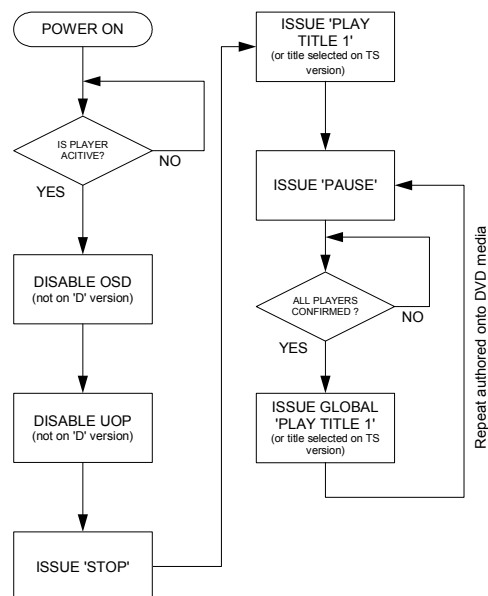 POWER ON
IS PLAYER
ACITIVE?
NO
YES
DISABLE OSD
(not on 'D' version)
DISABLE UOP
(not on 'D' version)
ISSUE 'STOP'
ISSUE 'PLAY
TITLE 1'
(or title selected on TS
version)
ISSUE 'PAUSE'
ALL PLAYERS
CONFIRMED ?
NO
YES
ISSUE GLOBAL
'PLAY TITLE 1'
(or title selected on TS
version)
Repeat authored onto DVD media